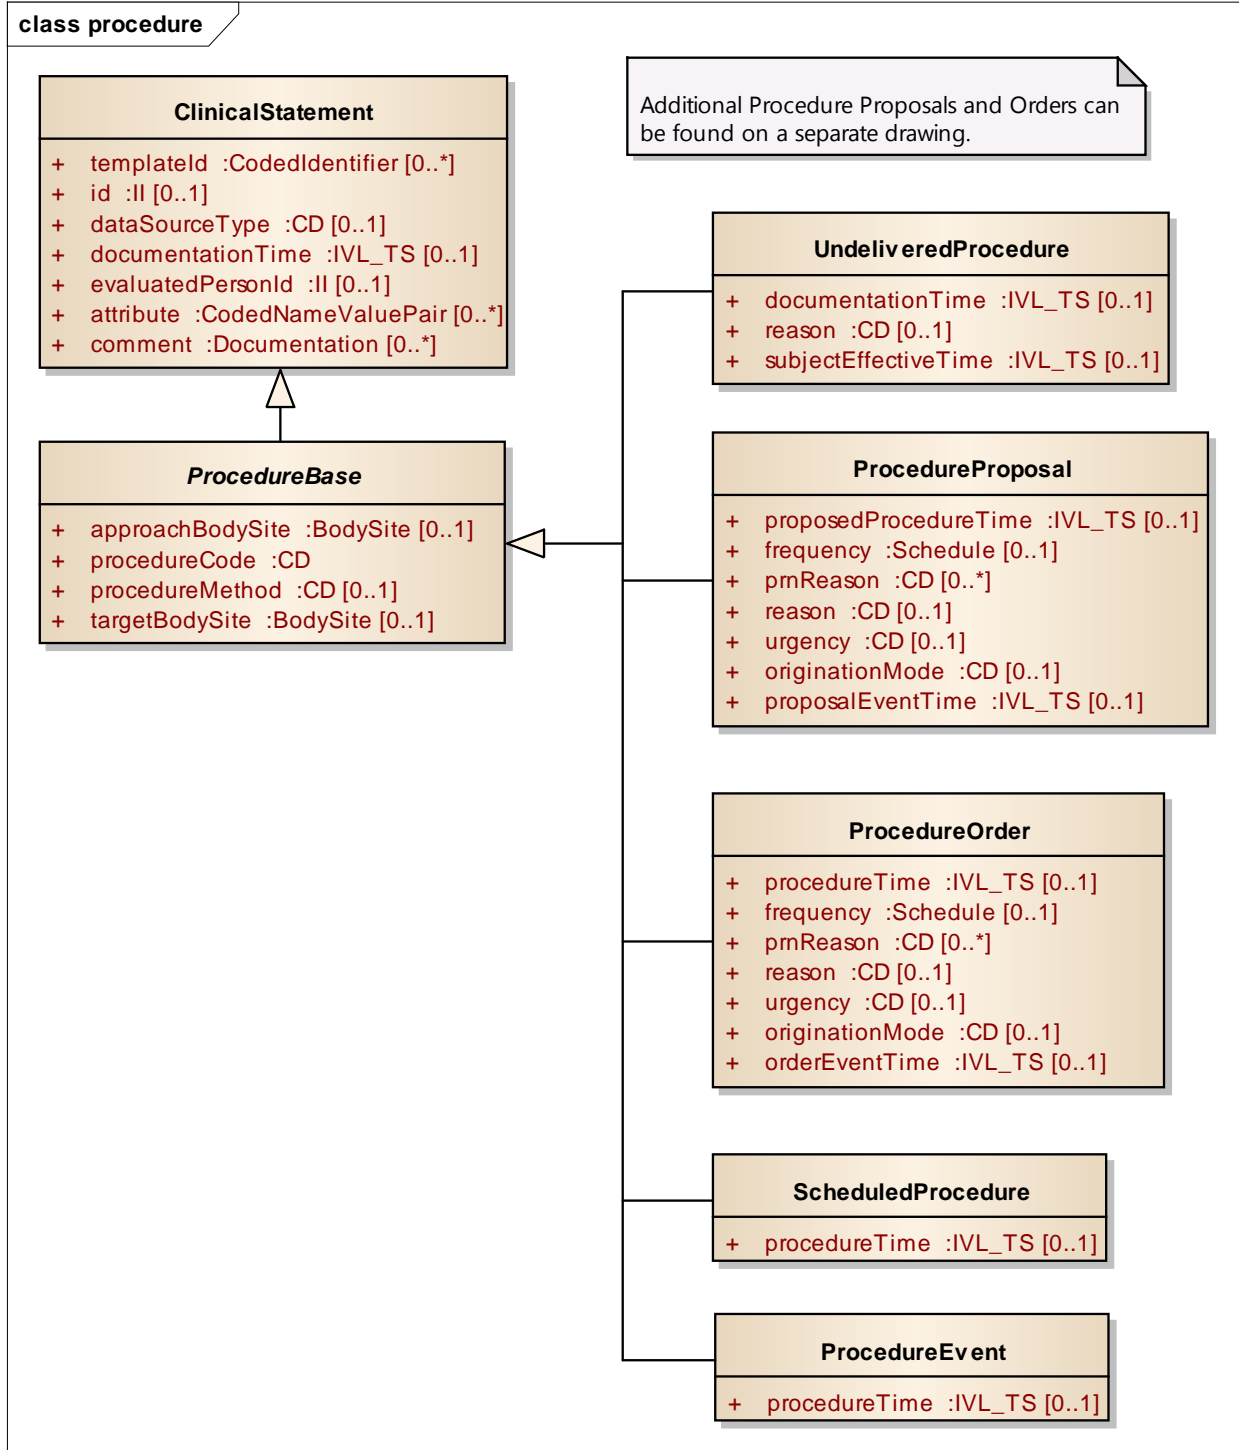 class procedure
ClinicalStatement
+ templateId :CodedIdentifier [0..*]
+ id :II [0..1]
+ dataSourceType :CD [0..1]
+ documentationTime :IVL_TS [0..1]
+ evaluatedPersonId :II [0..1]
+ attribute :CodedNameValuePair [0..*]
+ comment :Documentation [0..*]
ProcedureBase
+ approachBodySite :BodySite [0..1]
+ procedureCode :CD
+ procedureMethod :CD [0..1]
+ targetBodySite :BodySite [0..1]
Additional Procedure Proposals and Orders can
be found on a separate drawing.
UndeliveredProcedure
+ documentationTime :IVL_TS [0..1]
+ reason :CD [0..1]
+ subjectEffectiveTime :IVL_TS [0..1]
ProcedureProposal
+ proposedProcedureTime :IVL_TS [0..1]
+ frequency :Schedule [0..1]
+ prnReason :CD [0..*]
+ reason :CD [0..1]
+ urgency :CD [0..1]
+ originationMode :CD [0..1]
+ proposalEventTime :IVL_TS [0..1]
ProcedureOrder
+ procedureTime :IVL_TS [0..1]
+ frequency :Schedule [0..1]
+ prnReason :CD [0..*]
+ reason :CD [0..1]
+ urgency :CD [0..1]
+ originationMode :CD [0..1]
+ orderEventTime :IVL_TS [0..1]
ScheduledProcedure
+ procedureTime :IVL_TS [0..1]
ProcedureEvent
+ procedureTime :IVL_TS [0..1]